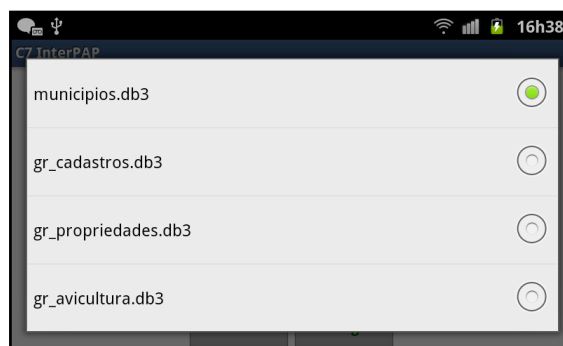 16h38
C7 InterPAP
municipios.db3
gr_cadastros.db3
gr_propriedades.db3
gr_avicultura.db3